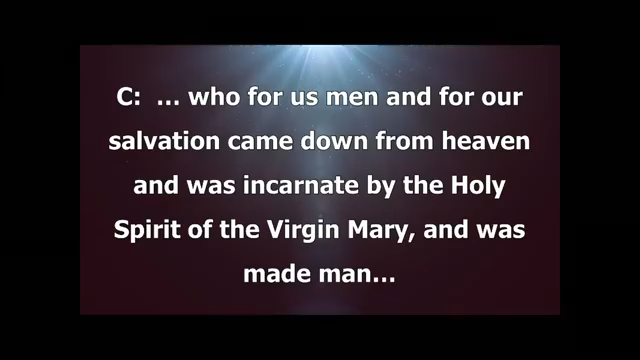 C:  … who for us men and for our
salvation came down from heaven
and was incarnate by the Holy
Spirit of the Virgin Mary, and was
made man…